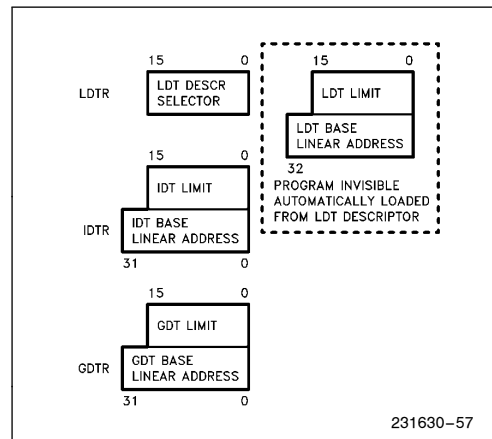 15 0
LDTR
LDT DESCR
SELECTOR
15 0
LDT LIMIT
LDT BASE
LINEAR ADDRESS
32
PROGRAM INVISIBLE
AUTOMATICALLY LOADED
FROM LDT DESCRIPTOR
15 0
IDT LIMIT
IDTR
IDT BASE
LINEAR ADDRESS
31 0
15 0
GDT LIMIT
GDTR
GDT BASE
LINEAR ADDRESS
31 0
231630–57